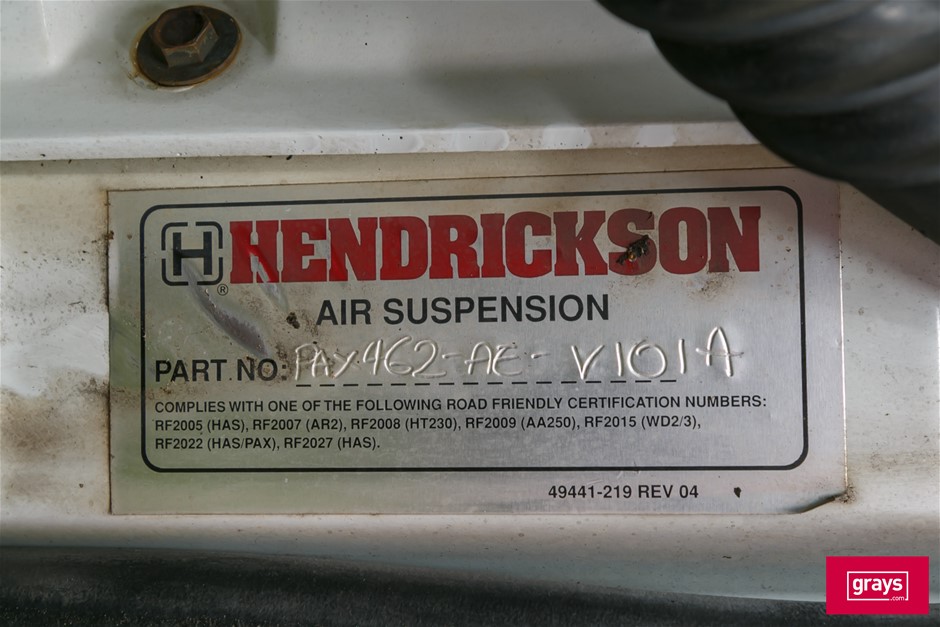 H HENDRICKSON
®
AIR SUSPENSION
PART NO: PAX462-AE-V101A
COMPLIES WITH ONE OF THE FOLLOWING ROAD FRIENDLY CERTIFICATION NUMBERS:
RF2005 (HAS), RF2007 (AR2), RF2008 (HT230), RF2009 (AA250), RF2015 (WD2/3),
RF2022 (HAS/PAX), RF2027 (HAS).
49441-219 REV 04
grays
.com